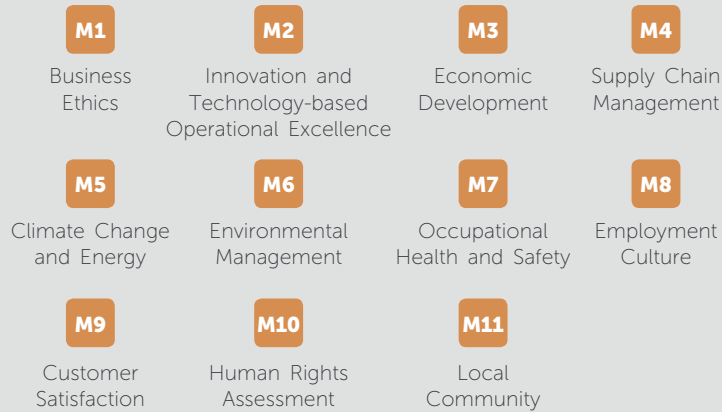 M1
Business
Ethics
M2
Innovation and
Technology-based
Operational Excellence
M3
Economic
Development
M4
Supply Chain
Management
M5
Climate Change
and Energy
M6
Environmental
Management
M7
Occupational
Health and Safety
M8
Employment
Culture
M9
Customer
Satisfaction
M10
Human Rights
Assessment
M11
Local
Community